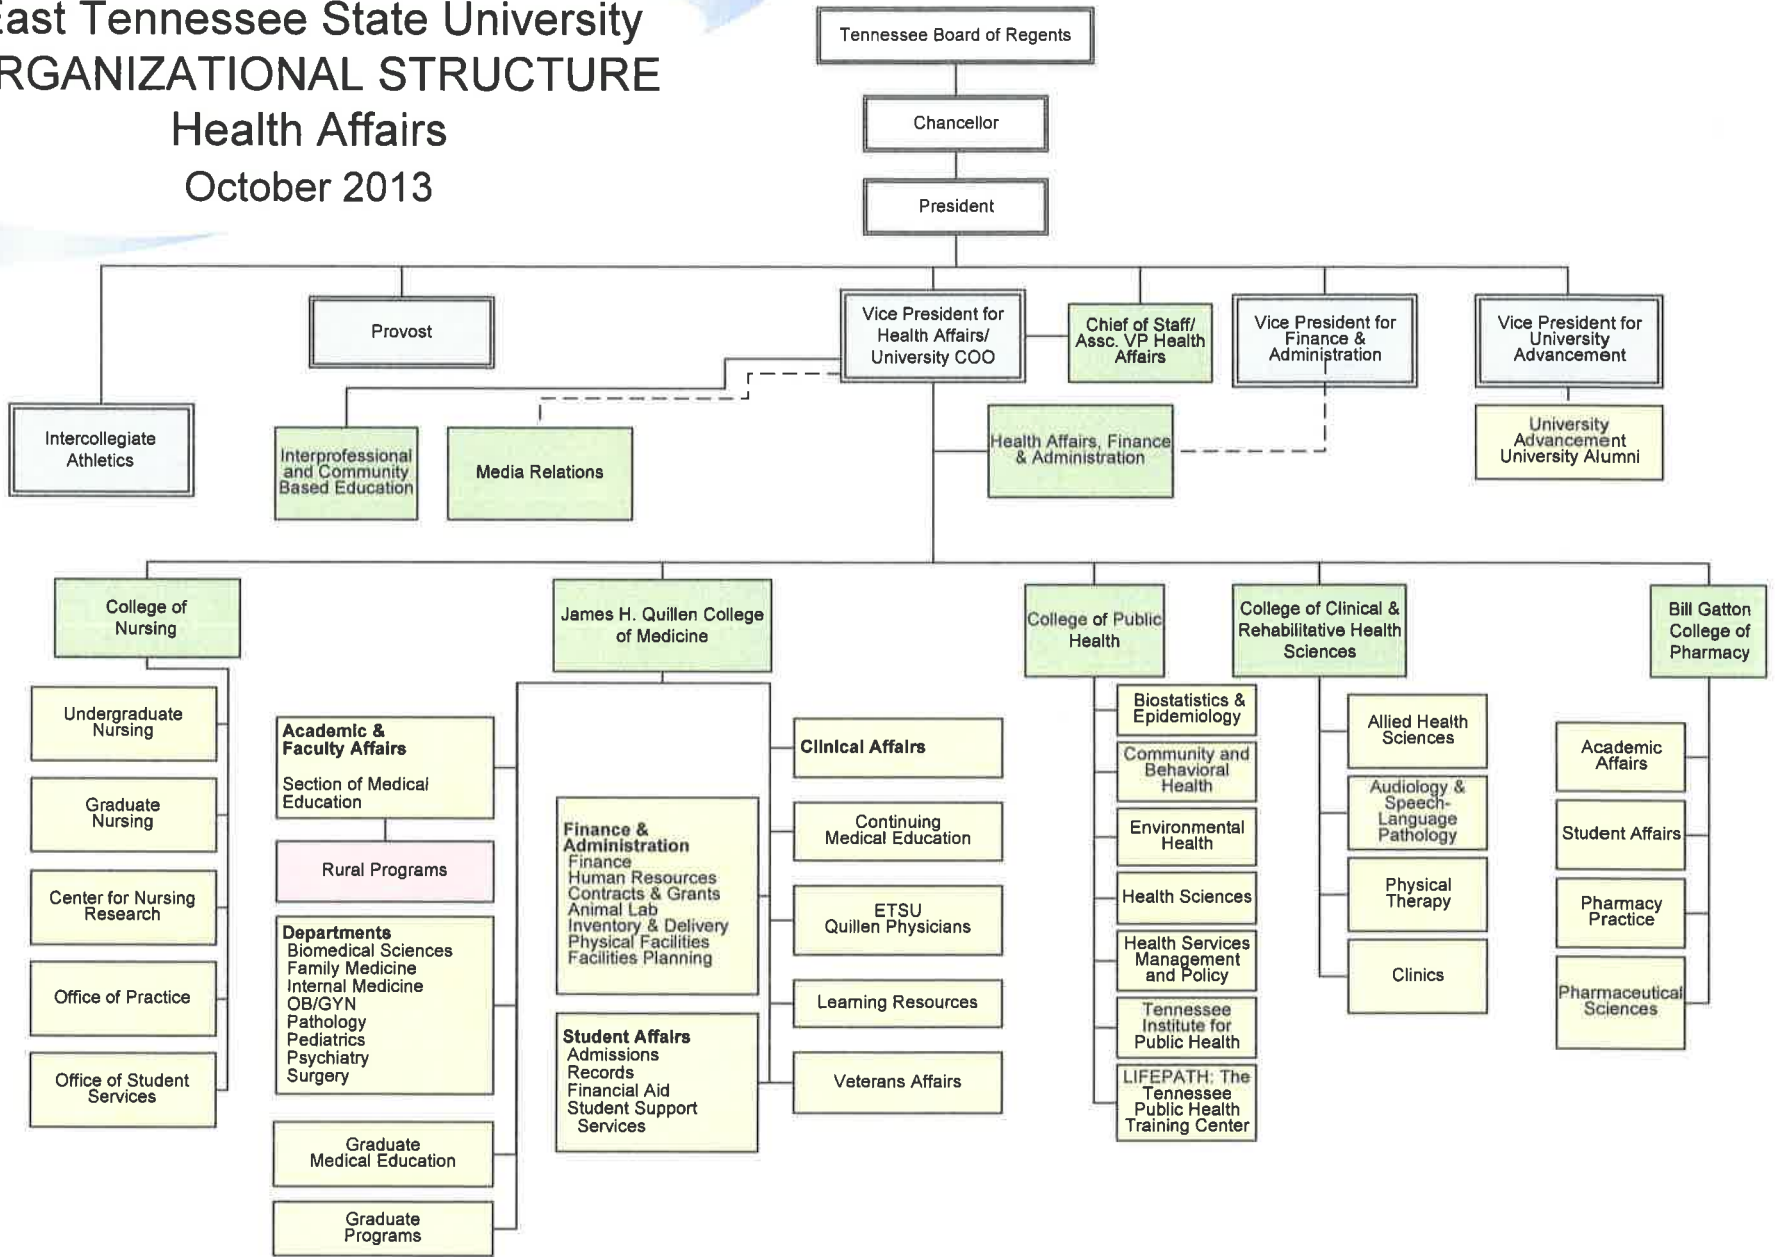 East Tennessee State University
RGANIZATIONAL STRUCTURE
Health Affairs
October 2013
Tennessee Board of Regents
Chancellor
President
Intercollegiate
Athletics
Provost
Vice President for
Health Affairs/
University COO
Chief of Staff/
Assc. VP Health
Affairs
Vice President for
Finance &
Administration
Vice President for
University
Advancement
Interprofessional
and Community
Based Education
Media Relations
Health Affairs, Finance
& Administration
University
Advancement
University Alumni
College of
Nursing
Undergraduate
Nursing
Graduate
Nursing
Center for Nursing
Research
Office of Practice
Office of Student
Services
James H. Quillen College
of Medicine
Academic &
Faculty Affairs
Section of Medical
Education
Rural Programs
Departments
Biomedical Sciences
Family Medicine
Internal Medicine
OB/GYN
Pathology
Pediatrics
Psychiatry
Surgery
Graduate
Medical Education
Graduate
Programs
Finance &
Administration
Finance
Human Resources
Contracts & Grants
Animal Lab
Inventory & Delivery
Physical Facilities
Facilities Planning
Student Affairs
Admissions
Records
Financial Aid
Student Support
Services
Clinical Affairs
Continuing
Medical Education
ETSU
Quillen Physicians
Learning Resources
Veterans Affairs
College of Public
Health
Biostatistics &
Epidemiology
Community and
Behavioral
Health
Environmental
Health
Health Sciences
Health Services
Management
and Policy
Tennessee
Institute for
Public Health
LIFEPATH: The
Tennessee
Public Health
Training Center
College of Clinical &
Rehabilitative Health
Sciences
Allied Health
Sciences
Audiology &
Speech-
Language
Pathology
Physical
Therapy
Clinics
Bill Gatton
College of
Pharmacy
Academic
Affairs
Student Affairs
Pharmacy
Practice
Pharmaceutical
Sciences